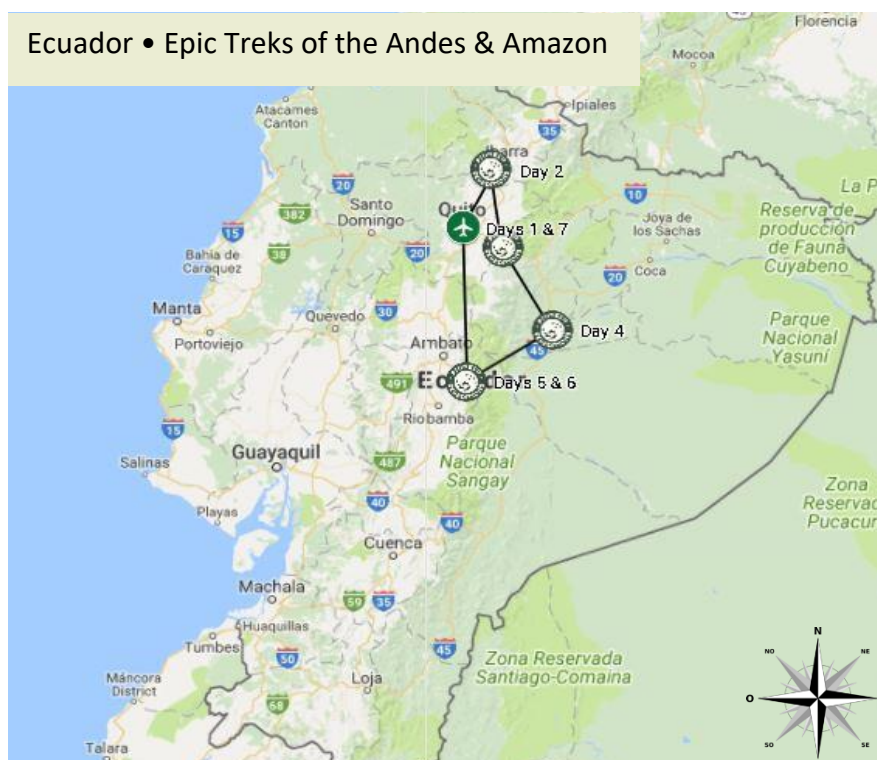 Ecuador • Epic Treks of the Andes & Amazon
Florencia
Mocoa
Atacames
Canton
Ipiales
35
Ibarra
Day 2
20
10
La P
Santo
Domingo
382
Quito
Days 1 & 7
Joya de
los Sachas
Reserva de
producción
de Fauna
Cuyabeno
15
38
20
Bahía de
Caráquez
20
Coca
Manta
30
Quevedo
Portoviejo
Ambato
45
Day 4
Parque
Nacional
Yasuní
491
Ecuador
Days 5 & 6
Riobamba
15
Guayaquil
Salinas
487
Parque
Nacional
Sangay
Playas
40
40
Zona
Reservad
Pucacur
Cuenca
Machala
59
35
Huaquillas
Tumbes
50
45
Zona Reservada
Santiago-Comaina
Máncora
District
Loja
68
Talara
N
NO
NE
O
SO
SE